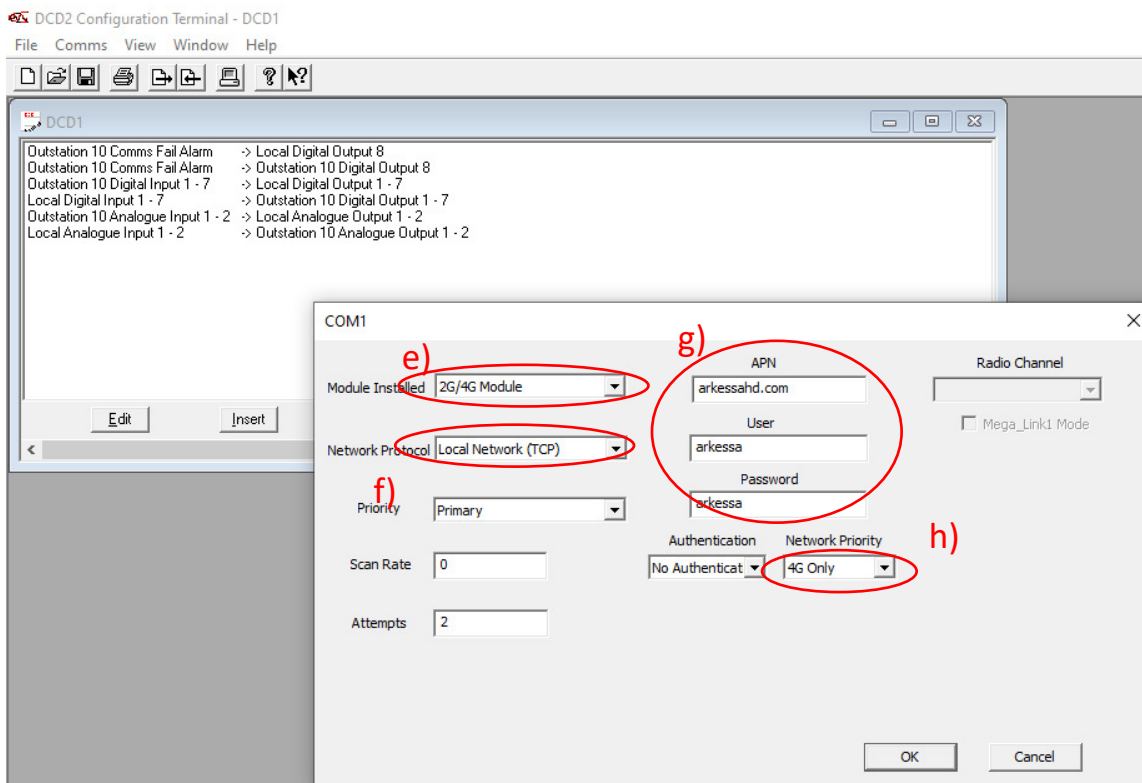 DCD2 Configuration Terminal - DCD1
File Comms View Window Help
DCD1
Outstation 10 Comms Fail Alarm -> Local Digital Output 8
Outstation 10 Comms Fail Alarm -> Outstation 10 Digital Output 8
Outstation 10 Digital Input 1 - 7 -> Local Digital Output 1 - 7
Local Digital Input 1 - 7 -> Outstation 10 Digital Output 1 - 7
Outstation 10 Analogue Input 1 - 2 -> Local Analogue Output 1 - 2
Local Analogue Input 1 - 2 -> Outstation 10 Analogue Output 1 - 2
Edit Insert
COM1
e)
Module Installed 2G/4G Module
Network Protocol Local Network (TCP)
f)
Priority Primary
Scan Rate 0
Attempts 2
g)
APN
arkessahd.com
User
arkessa
Password
arkessa
Authentication Network Priority
No Authenticat 4G Only
h)
Radio Channel
Mega_Link1 Mode
OK Cancel